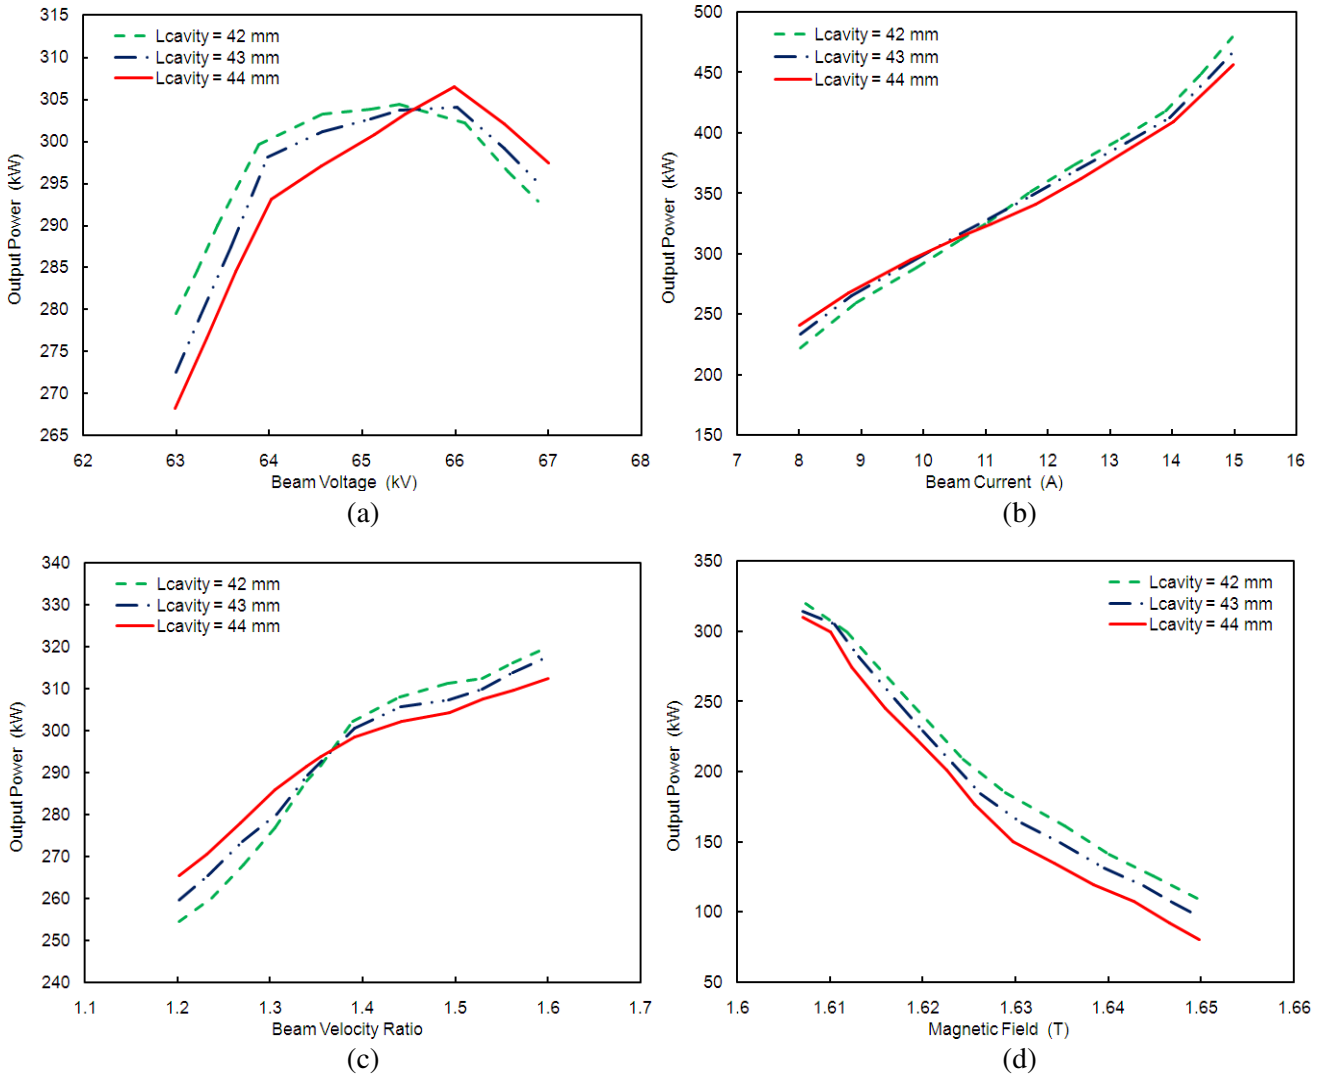 315
310
305
300
295
290
285
280
275
270
265
Output Power (kW)
Lcavity = 42 mm
Lcavity = 43 mm
Lcavity = 44 mm
62 63 64 65 66 67 68
Beam Voltage (kV)
(a)
500
450
400
350
300
250
200
150
Output Power (kW)
Lcavity = 42 mm
Lcavity = 43 mm
Lcavity = 44 mm
7 8 9 10 11 12 13 14 15 16
Beam Current (A)
(b)
340
330
320
310
300
290
280
270
260
250
240
Output Power (kW)
Lcavity = 42 mm
Lcavity = 43 mm
Lcavity = 44 mm
1.1 1.2 1.3 1.4 1.5 1.6 1.7
Beam Velocity Ratio
(c)
350
300
250
200
150
100
50
Output Power (kW)
Lcavity = 42 mm
Lcavity = 43 mm
Lcavity = 44 mm
1.6 1.61 1.62 1.63 1.64 1.65 1.66
Magnetic Field (T)
(d)